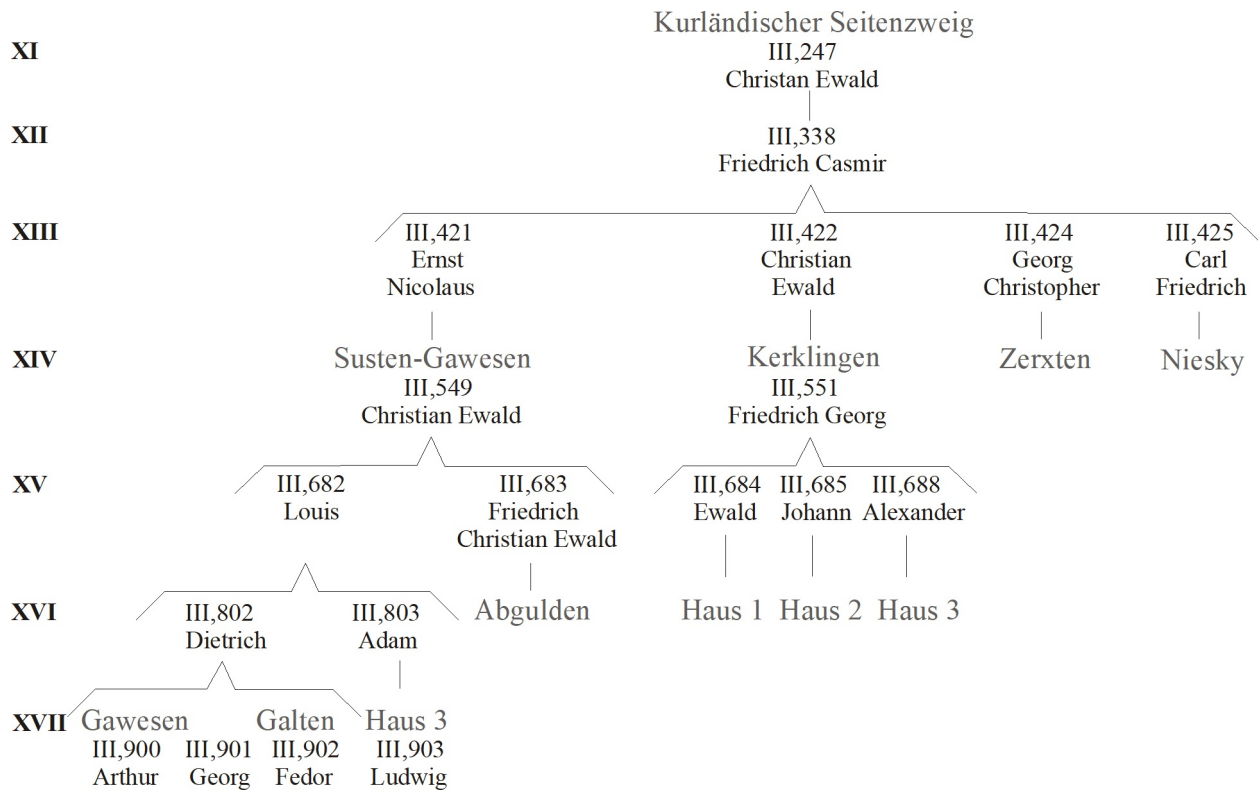 Kurländischer Seitenzweig
XI
III,247
Christan Ewald
XII
III,338
Friedrich Casmir
XIII
III,421
Ernst
Nicolaus
III,422
Christian
Ewald
III,424
Georg
Christopher
III,425
Carl
Friedrich
XIV
Susten-Gawesen
III,549
Christian Ewald
Kerklingen
III,551
Friedrich Georg
Zerxten
Niesky
XV
III,682
Louis
III,683
Friedrich
Christian Ewald
III,684
Ewald
III,685
Johann
III,688
Alexander
XVI
III,802
Dietrich
III,803
Adam
Abgulden
Haus 1
Haus 2
Haus 3
XVII
Gawesen
Galten
Haus 3
III,900
Arthur
III,901
Georg
III,902
Fedor
III,903
Ludwig